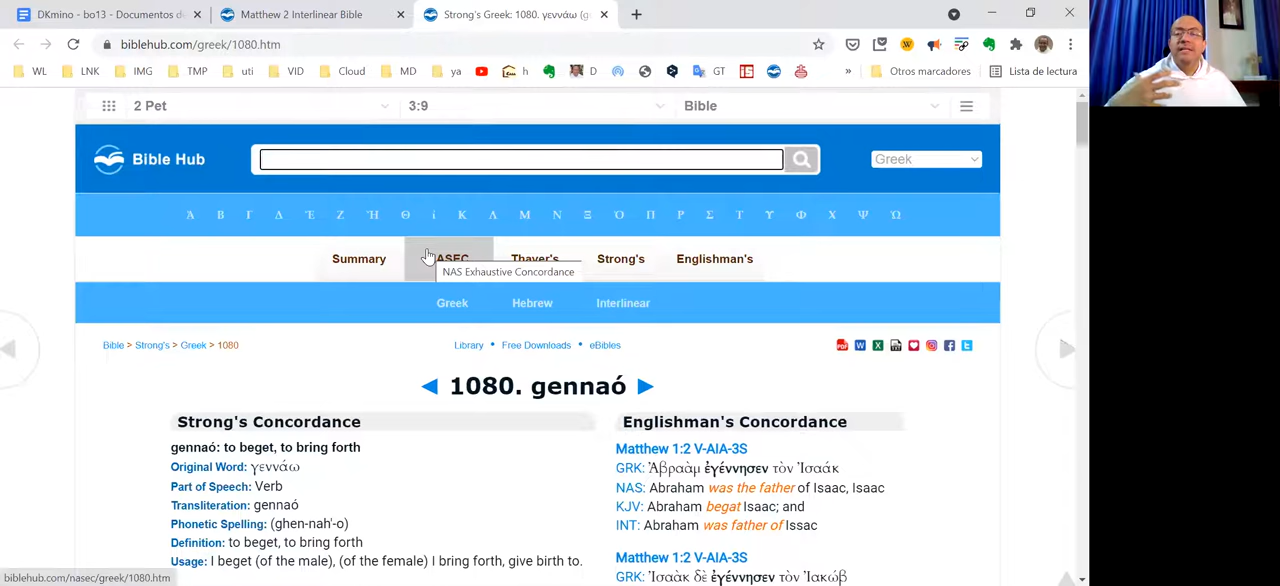 DKmino - bo13 - Documentos de
Matthew 2 Interlinear Bible
Strong's Greek: 1080. γεννάω (g
biblehub.com/greek/1080.htm
WL LNK IMG TMP uti VID Cloud MD ya h D GT » Otros marcadores Lista de lectura
2 Pet 3:9 Bible
Bible Hub Greek
Ἀ Β Γ Δ Ἐ Ζ Ἡ Θ ἰ Κ Λ Μ Ν Ξ Ὀ Π Ρ Σ Τ Υ Φ Χ Ψ Ω
Summary NASEC Thayer's Strong's Englishman's
NAS Exhaustive Concordance
Greek Hebrew Interlinear
Bible > Strong's > Greek > 1080
Library • Free Downloads • eBibles
◄ 1080. gennaó ►
Strong's Concordance
gennaó: to beget, to bring forth
Original Word: γεννάω
Part of Speech: Verb
Transliteration: gennaó
Phonetic Spelling: (ghen-nah'-o)
Definition: to beget, to bring forth
Usage: I beget (of the male), (of the female) I bring forth, give birth to.
Englishman's Concordance
Matthew 1:2 V-AIA-3S
GRK: Ἀβραὰμ ἐγέννησεν τὸν Ἰσαάκ
NAS: Abraham was the father of Isaac, Isaac
KJV: Abraham begat Isaac; and
INT: Abraham was father of Issac
Matthew 1:2 V-AIA-3S
GRK: Ἰσαὰκ δὲ ἐγέννησεν τὸν Ἰακώβ
biblehub.com/nasec/greek/1080.htm